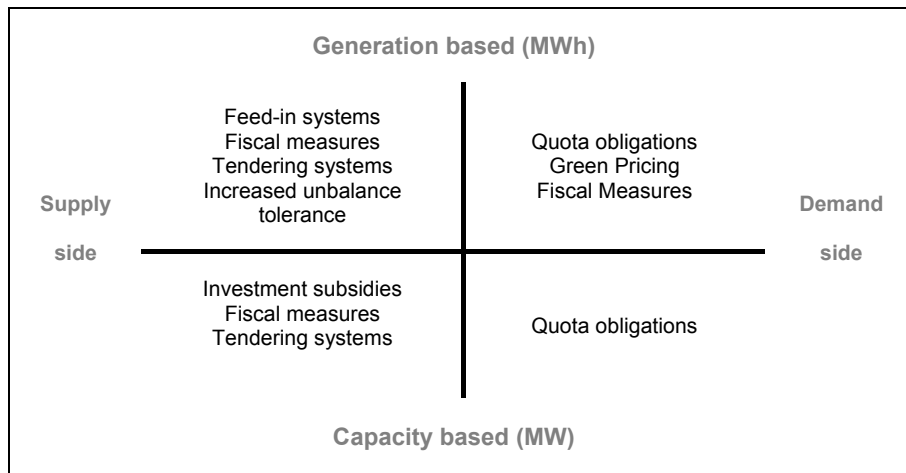 Generation based (MWh)
Feed-in systems
Fiscal measures
Tendering systems
Increased unbalance
tolerance
Quota obligations
Green Pricing
Fiscal Measures
Supply
side
Demand
side
Investment subsidies
Fiscal measures
Tendering systems
Quota obligations
Capacity based (MW)